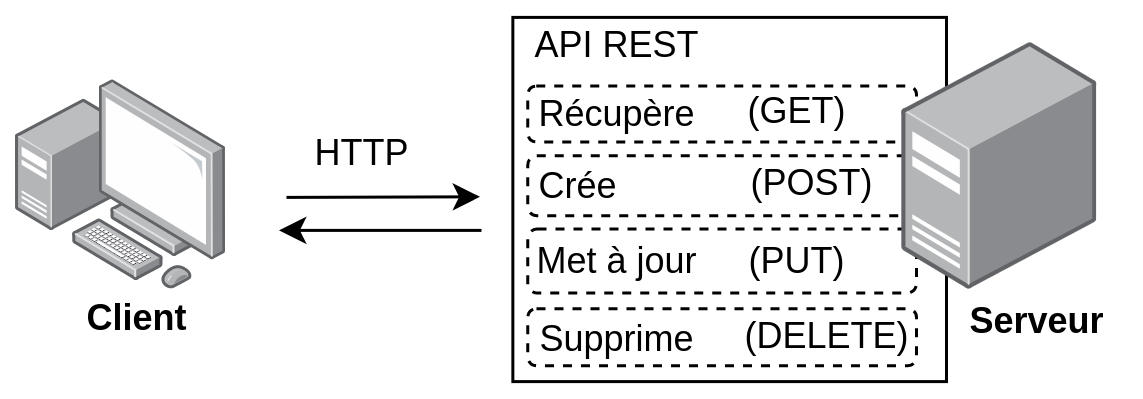 API REST
Récupère (GET)
HTTP
Crée (POST)
Met à jour (PUT)
Supprime (DELETE)
Client
Serveur